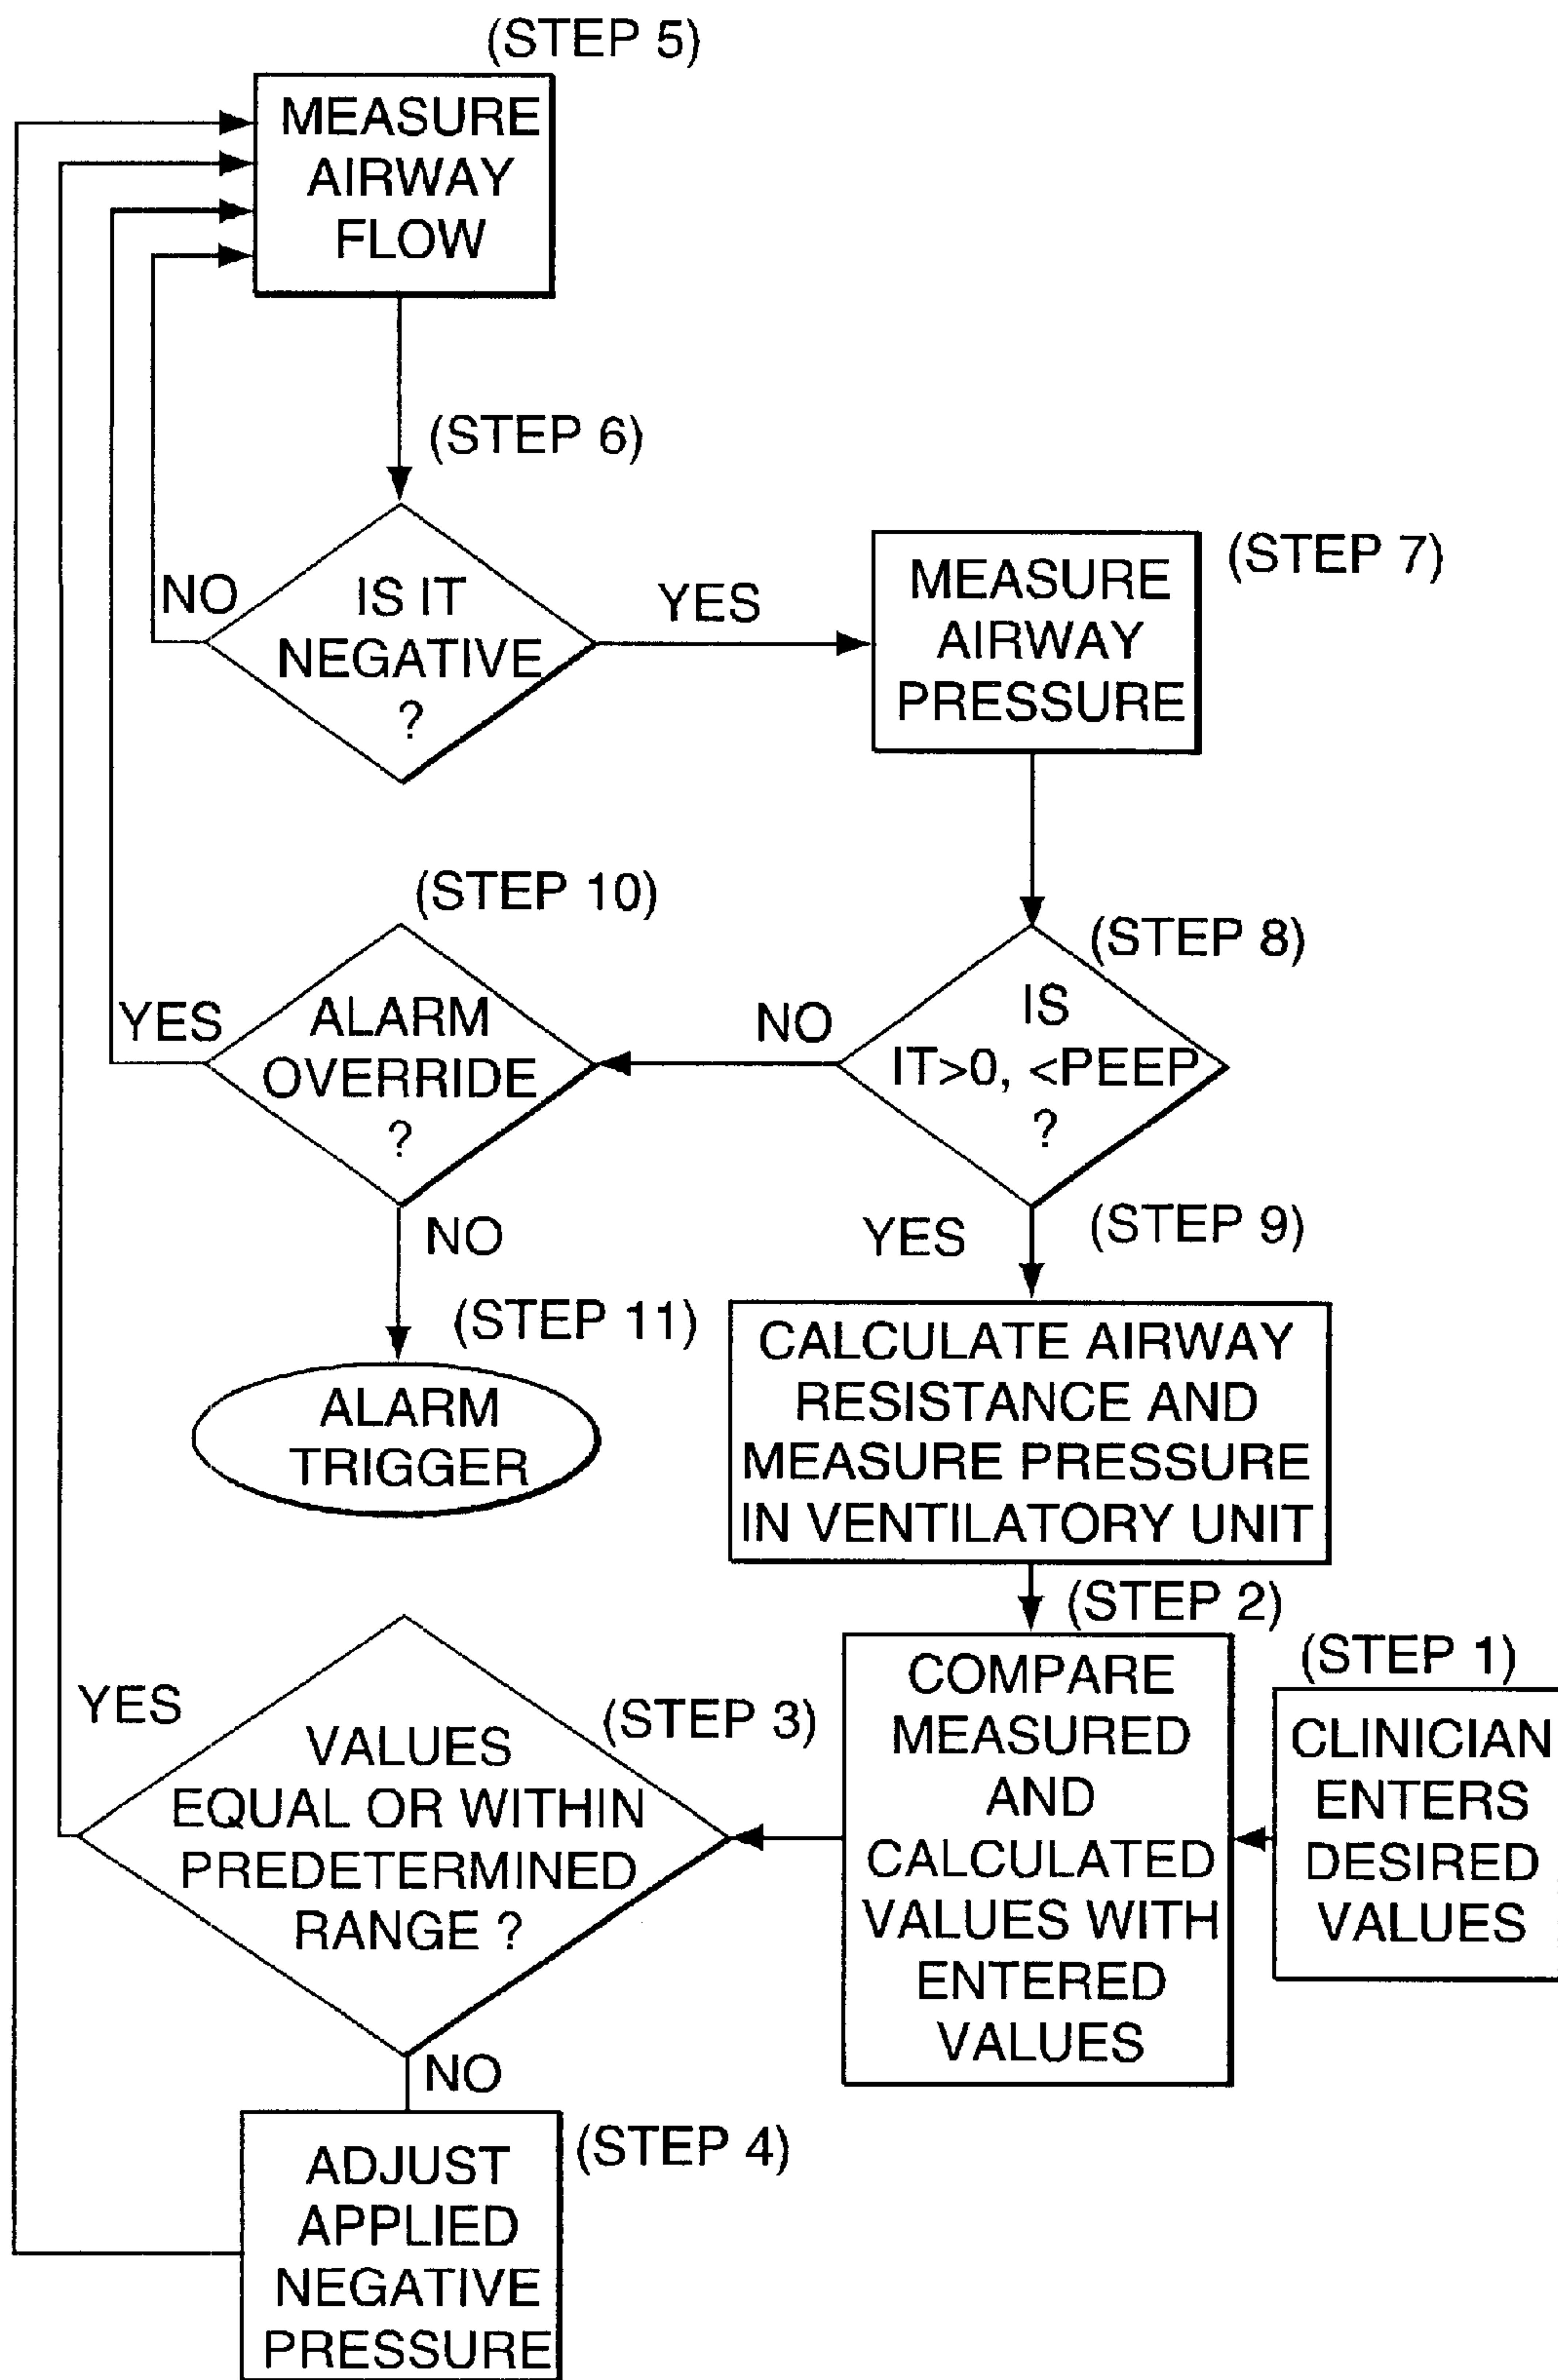 (STEP 5)
MEASURE
AIRWAY
FLOW
(STEP 6)
NO
IS IT
NEGATIVE
?
YES
MEASURE
AIRWAY
PRESSURE
(STEP 7)
(STEP 10)
YES
ALARM
OVERRIDE
?
NO
(STEP 8)
IS
IT>0, <PEEP
?
NO
(STEP 11)
ALARM
TRIGGER
YES
(STEP 9)
CALCULATE AIRWAY
RESISTANCE AND
MEASURE PRESSURE
IN VENTILATORY UNIT
(STEP 2)
COMPARE
MEASURED
AND
CALCULATED
VALUES WITH
ENTERED
VALUES
(STEP 1)
CLINICIAN
ENTERS
DESIRED
VALUES
YES
(STEP 3)
VALUES
EQUAL OR WITHIN
PREDETERMINED
RANGE ?
NO
(STEP 4)
ADJUST
APPLIED
NEGATIVE
PRESSURE